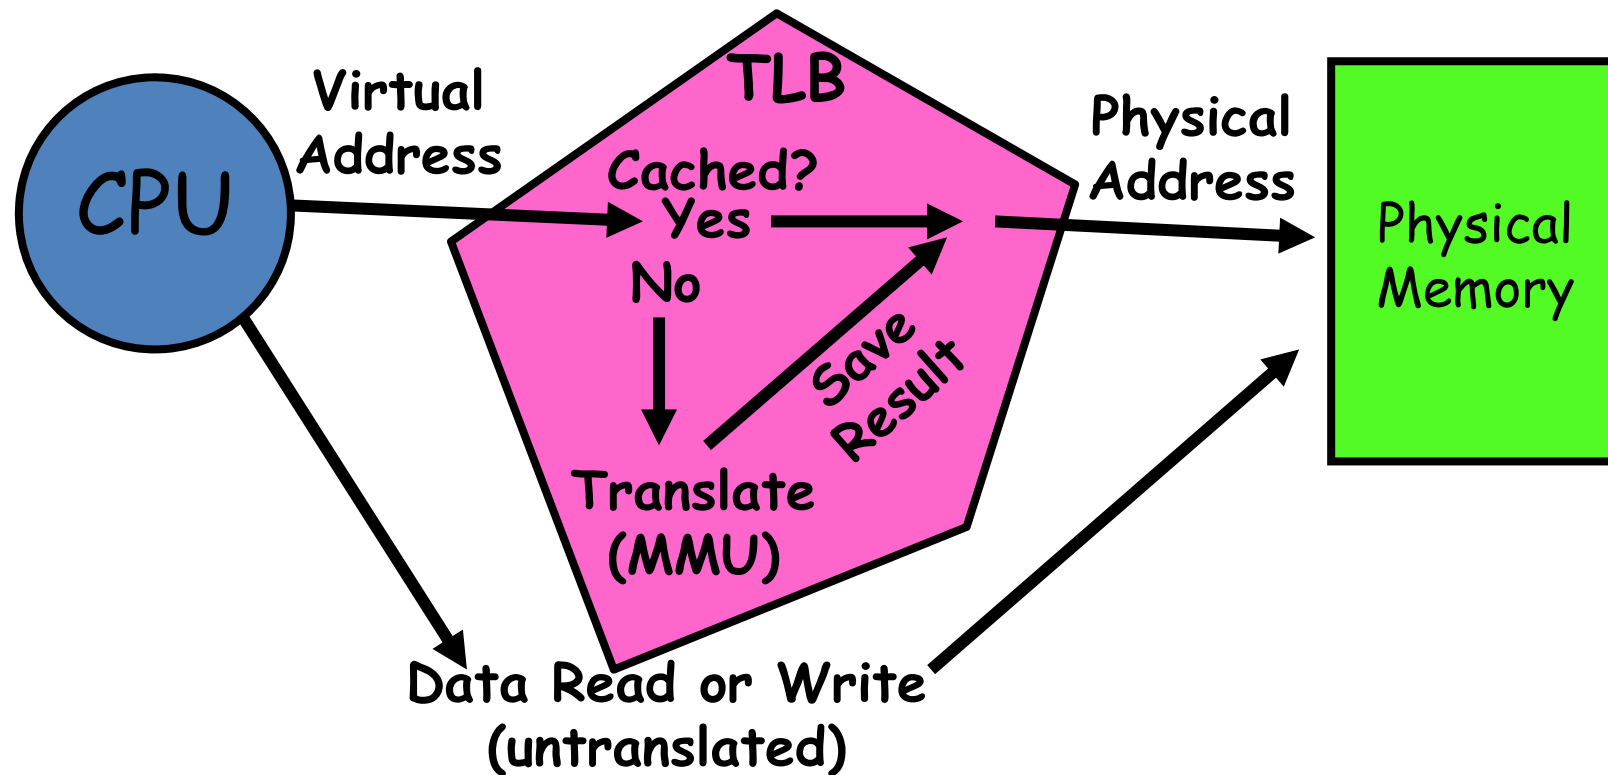 CPU
Virtual
Address
TLB
Cached?
Yes
No
Save
Result
Translate
(MMU)
Physical
Address
Physical
Memory
Data Read or Write
(untranslated)